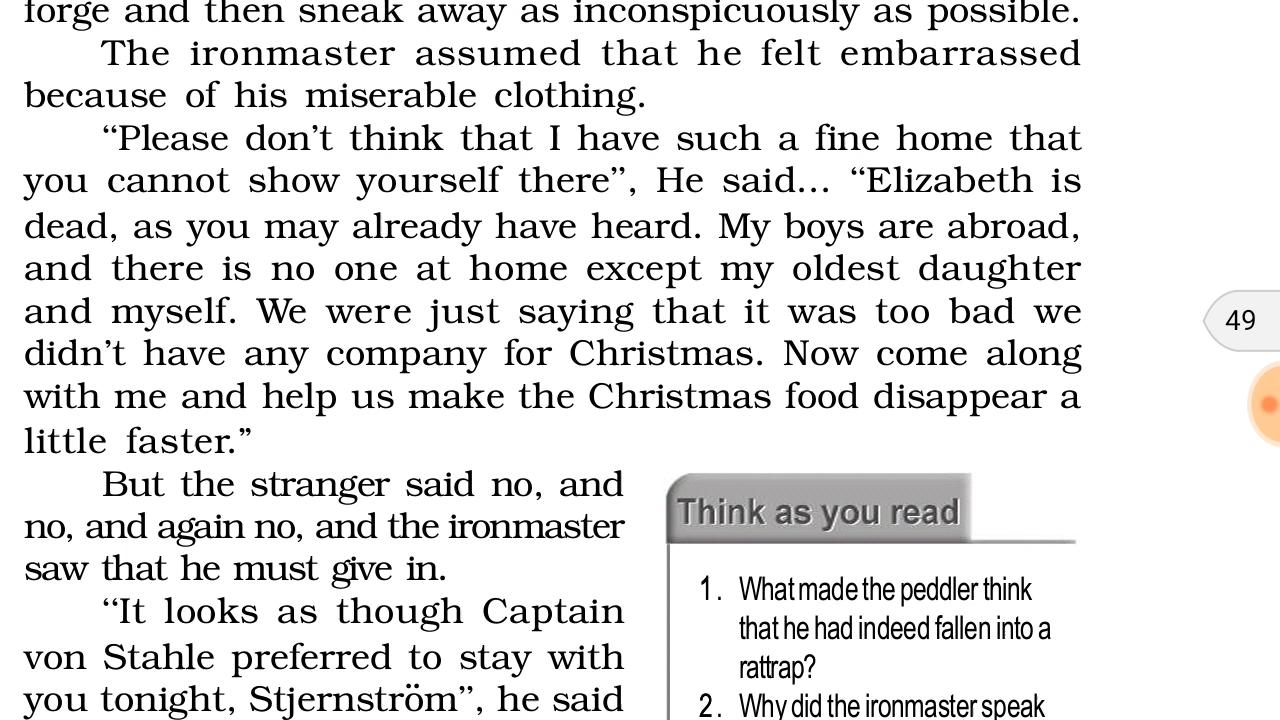 forge and then sneak away as inconspicuously as possible.
The ironmaster assumed that he felt embarrassed
because of his miserable clothing.
“Please don’t think that I have such a fine home that
you cannot show yourself there”, He said... “Elizabeth is
dead, as you may already have heard. My boys are abroad,
and there is no one at home except my oldest daughter
and myself. We were just saying that it was too bad we
didn’t have any company for Christmas. Now come along
with me and help us make the Christmas food disappear a
little faster.”
But the stranger said no, and
no, and again no, and the ironmaster
saw that he must give in.
“It looks as though Captain
von Stahle preferred to stay with
you tonight, Stjernström”, he said
Think as you read
1. What made the peddler think
that he had indeed fallen into a
rattrap?
2. Why did the ironmaster speak
49